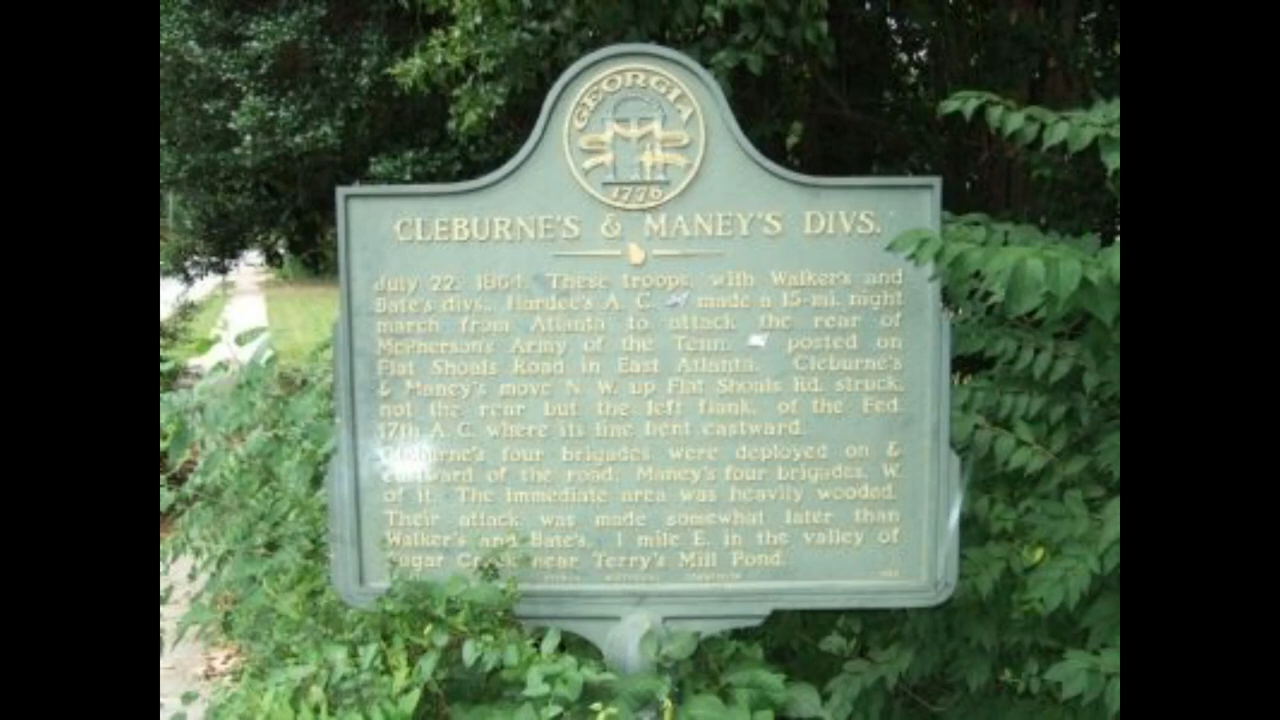 GEORGIA
1776
CLEBURNE'S & MANEY'S DIVS.
July 22, 1864. These troops, with Walker's and
Bate's divs., Hardee's A. C. made a 15-mi. night
march from Atlanta to attack the rear of
McPherson's Army of the Tenn. posted on
Flat Shoals Road in East Atlanta. Cleburne's
& Maney's move N. W. up Flat Shoals Rd. struck,
not the rear but the left flank, of the Fed.
17th A. C. where its line bent eastward.
Cleburne's four brigades were deployed on &
eastward of the road; Maney's four brigades, W.
of it. The immediate area was heavily wooded.
Their attack was made somewhat later than
Walker's and Bate's, 1 mile E. in the valley of
Sugar Creek near Terry's Mill Pond.